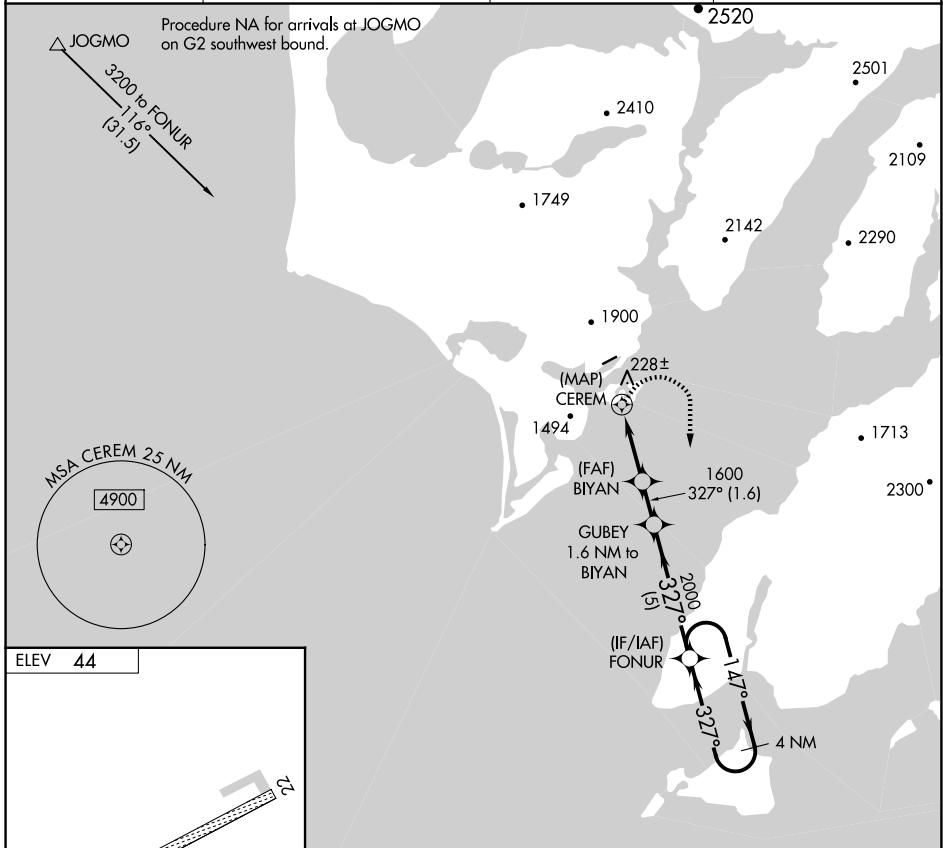 Procedure NA for arrivals at JOGMO
on G2 southwest bound.
JOGMO
3200 to FONUR
116°
(31.5)
2520
2501
2410
2109
1749
2142
2290
1900
228±
(MAP)
CEREM
1494
1713
MSA CEREM 25 NM
4900
(FAF)
BIYAN
1600
327° (1.6)
2300
GUBEY
1.6 NM to
BIYAN
2000
327°
(5)
(IF/IAF)
FONUR
147°
327°
4 NM
ELEV 44
22